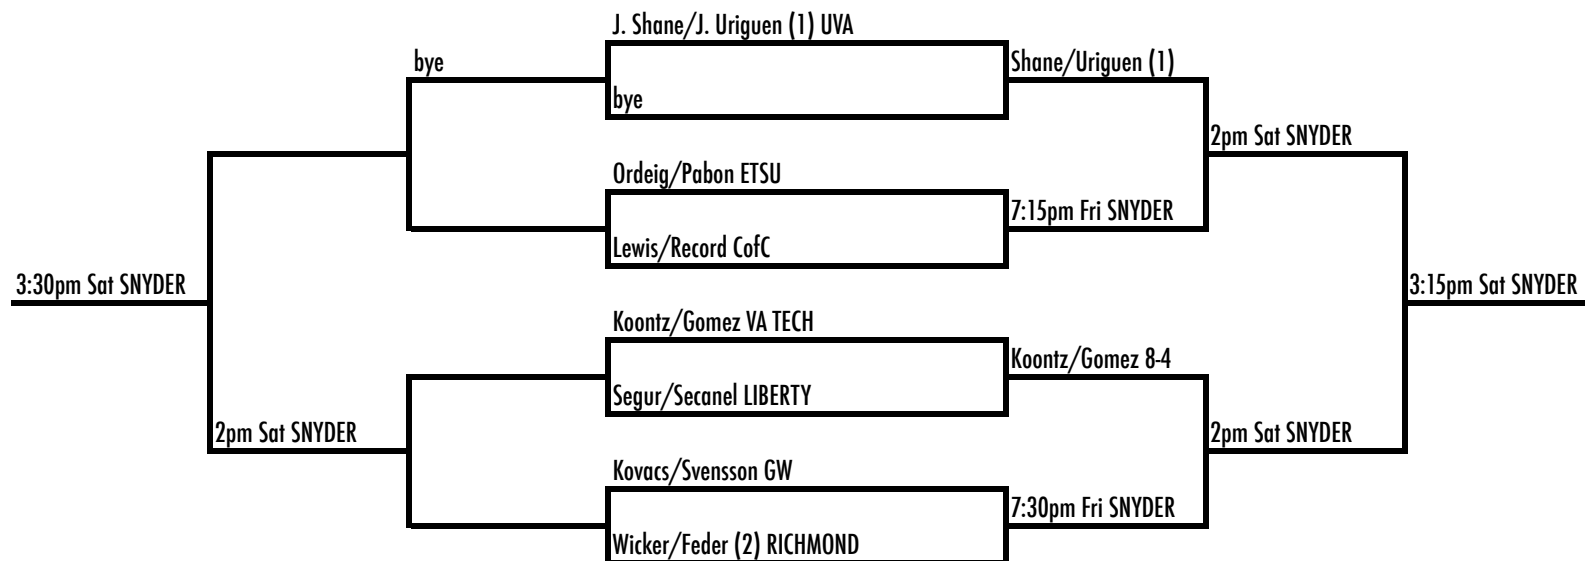 J. Shane/J. Uriguen (1) UVA
bye
Shane/Uriguen (1)
bye
2pm Sat SNYDER
Ordeig/Pabon ETSU
7:15pm Fri SNYDER
Lewis/Record CofC
3:30pm Sat SNYDER
3:15pm Sat SNYDER
Koontz/Gomez VA TECH
Koontz/Gomez 8-4
Segur/Secanel LIBERTY
2pm Sat SNYDER
2pm Sat SNYDER
Kovacs/Svensson GW
7:30pm Fri SNYDER
Wicker/Feder (2) RICHMOND